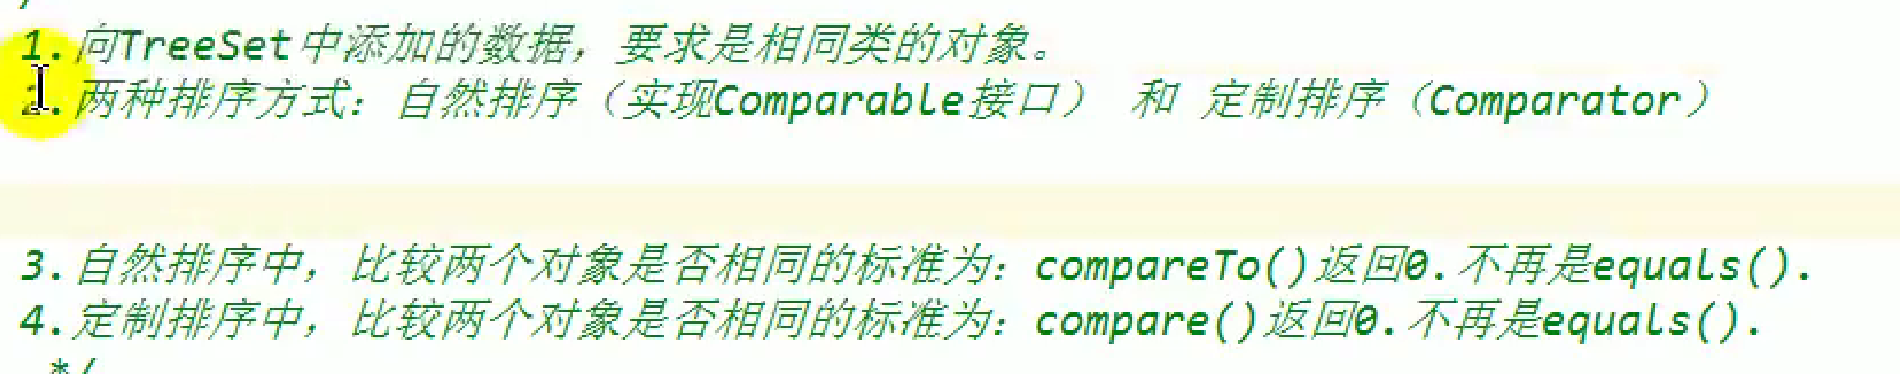 1.向TreeSet中添加的数据，要求是相同类的对象。
2.两种排序方式：自然排序（实现Comparable接口） 和 定制排序（Comparator）
3.自然排序中，比较两个对象是否相同的标准为：compareTo()返回0.不再是equals().
4.定制排序中，比较两个对象是否相同的标准为：compare()返回0.不再是equals().
*/